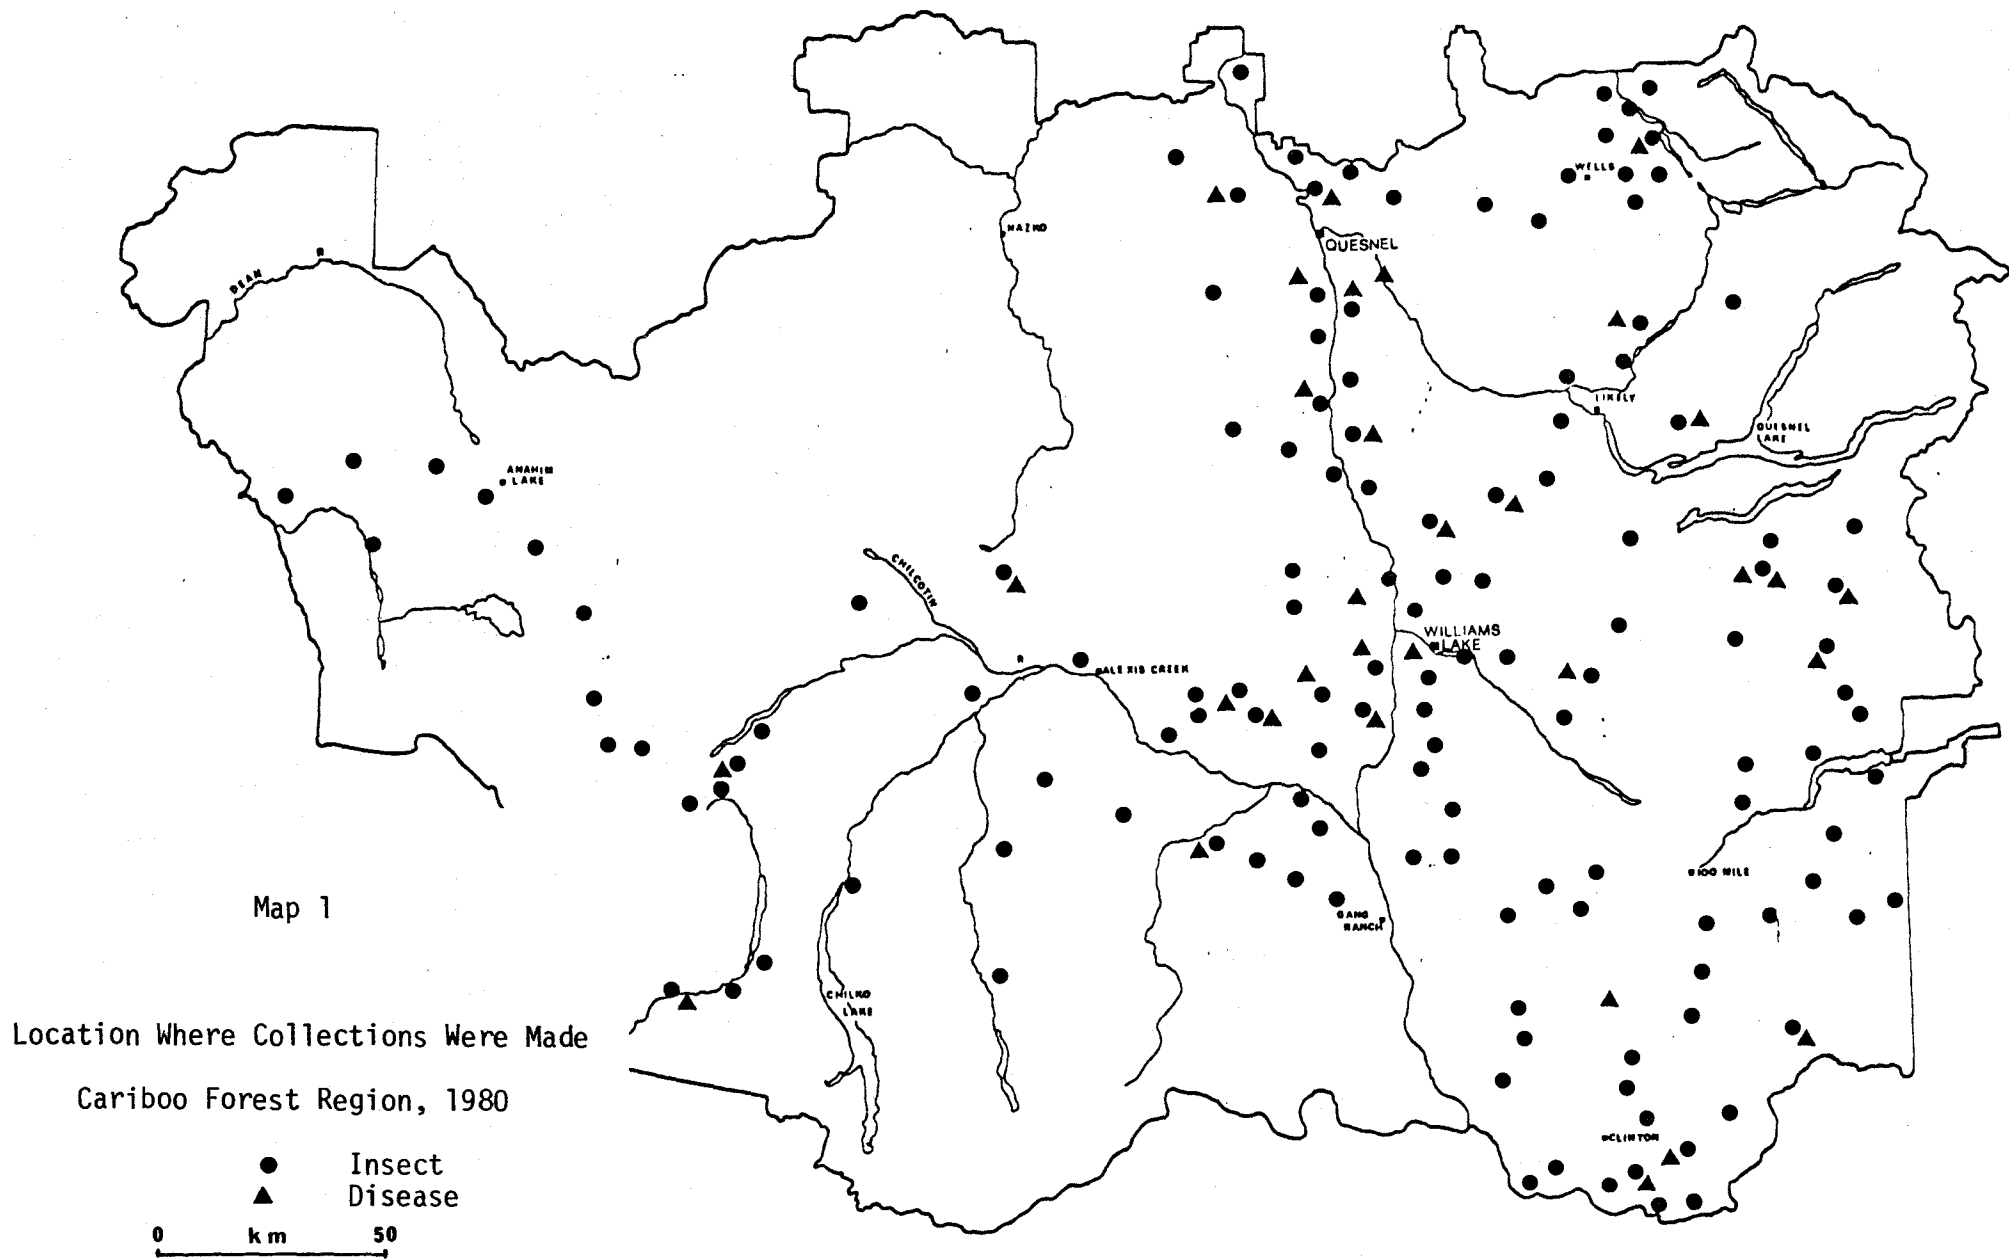 WELLS
NAZKO
QUESNEL
DEAN
R
LIKELY
QUESNEL
LAKE
ANAHIM
LAKE
CHILCOTIN
R
WILLIAMS
LAKE
ALEXIS CREEK
100 MILE
GANG
RANCH
CHILKO
LAKE
CLINTON
Map 1
Location Where Collections Were Made
Cariboo Forest Region, 1980
Insect
Disease
0 km 50